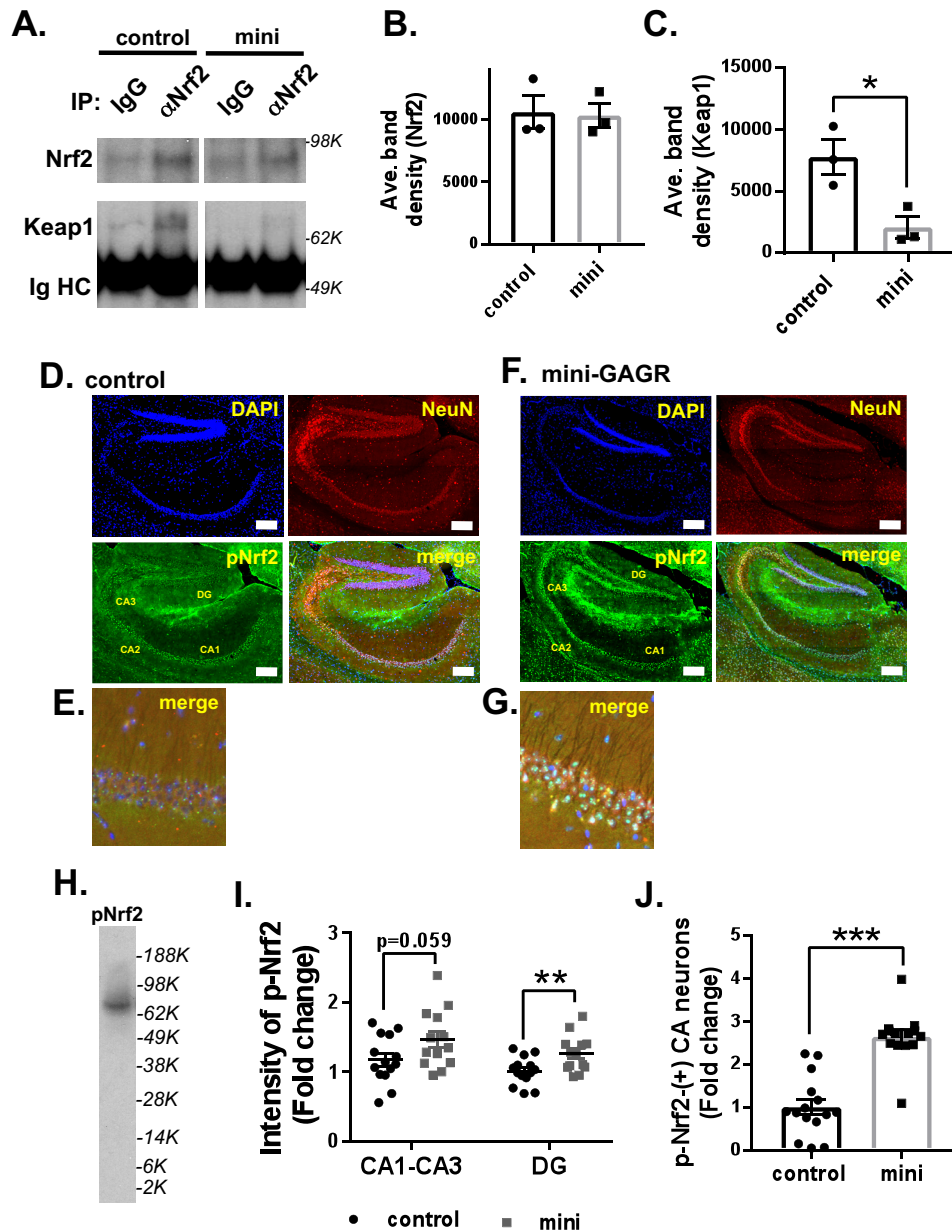 A.
control mini
IP: IgG αNrf2 IgG αNrf2
Nrf2
-98K
Keap1
-62K
Ig HC
-49K
B.
Ave. band
density (Nrf2)
15000
10000
5000
0
control mini
C.
Ave. band
density (Keap1)
15000
10000
5000
0
*
control mini
D. control
DAPI NeuN
pNrf2 merge
CA3 DG
CA2 CA1
E.
merge
F. mini-GAGR
DAPI NeuN
pNrf2 merge
CA3 DG
CA2 CA1
G.
merge
H.
pNrf2
-188K
-98K
-62K
-49K
-38K
-28K
-14K
-6K
-2K
I.
Intensity of p-Nrf2
(Fold change)
3
2
1
0
p=0.059
**
CA1-CA3 DG
control mini
J.
p-Nrf2-(+) CA neurons
(Fold change)
5
4
3
2
1
0
***
control mini